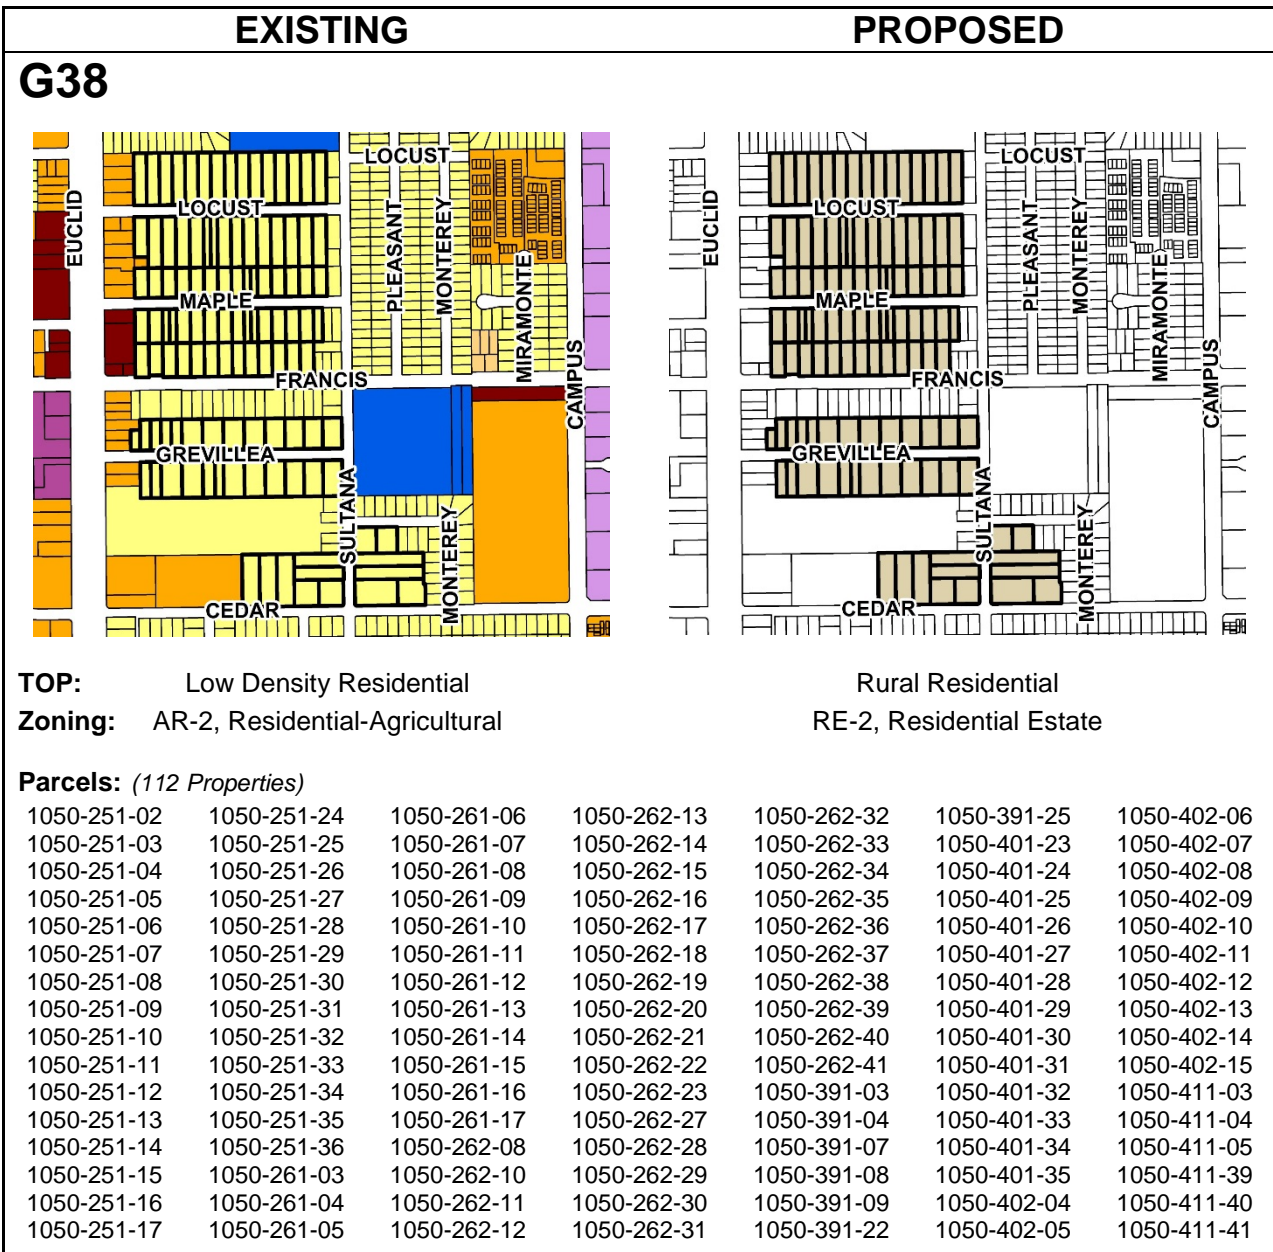 EXISTING PROPOSED
G38
LOCUST
EUCLID
LOCUST
PLEASANT
MONTEREY
MAPLE
MIRAMONTE
FRANCIS
CAMPUS
GREVILLEA
SULTANA
MONTEREY
CEDAR
LOCUST
EUCLID
LOCUST
PLEASANT
MONTEREY
MAPLE
MIRAMONTE
FRANCIS
CAMPUS
GREVILLEA
SULTANA
MONTEREY
CEDAR
TOP: Low Density Residential Rural Residential
Zoning: AR-2, Residential-Agricultural RE-2, Residential Estate
Parcels: (112 Properties)
1050-251-02 1050-251-24 1050-261-06 1050-262-13 1050-262-32 1050-391-25 1050-402-06
1050-251-03 1050-251-25 1050-261-07 1050-262-14 1050-262-33 1050-401-23 1050-402-07
1050-251-04 1050-251-26 1050-261-08 1050-262-15 1050-262-34 1050-401-24 1050-402-08
1050-251-05 1050-251-27 1050-261-09 1050-262-16 1050-262-35 1050-401-25 1050-402-09
1050-251-06 1050-251-28 1050-261-10 1050-262-17 1050-262-36 1050-401-26 1050-402-10
1050-251-07 1050-251-29 1050-261-11 1050-262-18 1050-262-37 1050-401-27 1050-402-11
1050-251-08 1050-251-30 1050-261-12 1050-262-19 1050-262-38 1050-401-28 1050-402-12
1050-251-09 1050-251-31 1050-261-13 1050-262-20 1050-262-39 1050-401-29 1050-402-13
1050-251-10 1050-251-32 1050-261-14 1050-262-21 1050-262-40 1050-401-30 1050-402-14
1050-251-11 1050-251-33 1050-261-15 1050-262-22 1050-262-41 1050-401-31 1050-402-15
1050-251-12 1050-251-34 1050-261-16 1050-262-23 1050-391-03 1050-401-32 1050-411-03
1050-251-13 1050-251-35 1050-261-17 1050-262-27 1050-391-04 1050-401-33 1050-411-04
1050-251-14 1050-251-36 1050-262-08 1050-262-28 1050-391-07 1050-401-34 1050-411-05
1050-251-15 1050-261-03 1050-262-10 1050-262-29 1050-391-08 1050-401-35 1050-411-39
1050-251-16 1050-261-04 1050-262-11 1050-262-30 1050-391-09 1050-402-04 1050-411-40
1050-251-17 1050-261-05 1050-262-12 1050-262-31 1050-391-22 1050-402-05 1050-411-41